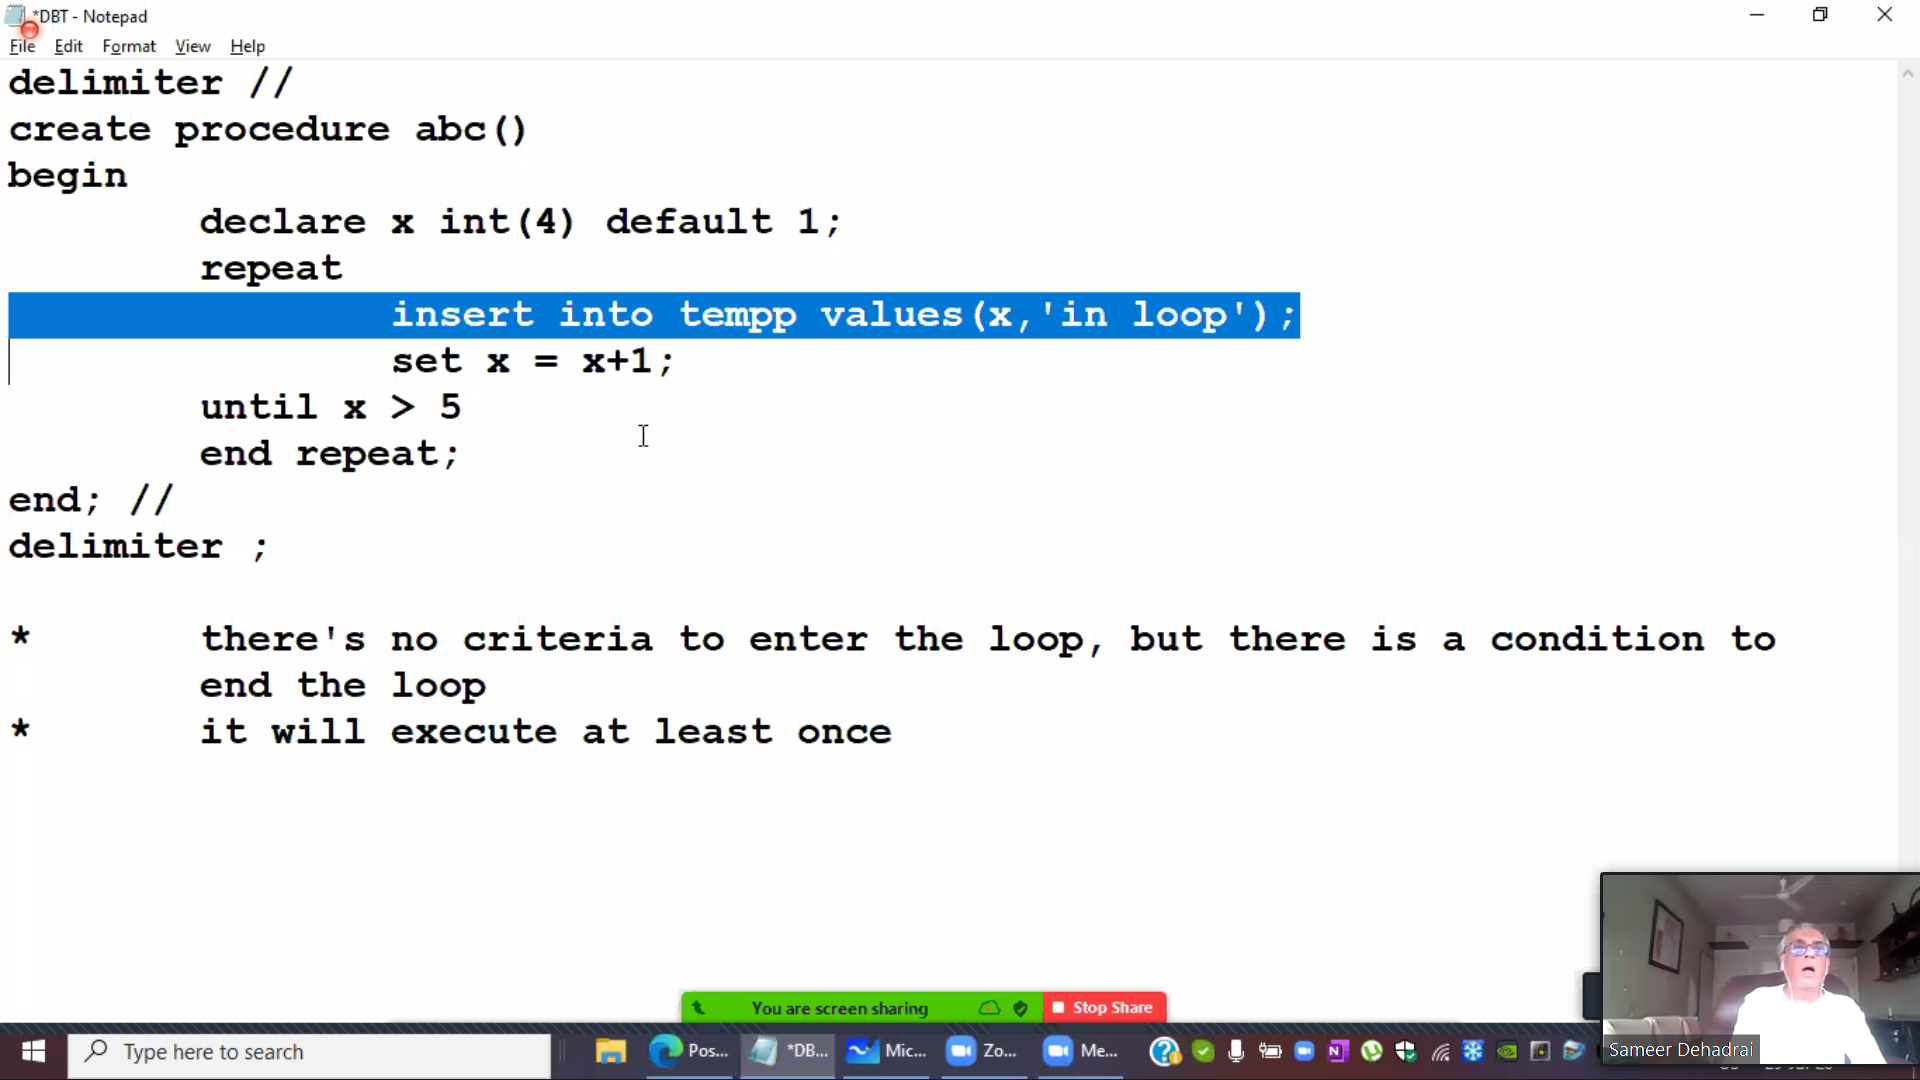 *DBT - Notepad
File Edit Format View Help
delimiter //
create procedure abc()
begin
declare x int(4) default 1;
repeat
insert into tempp values(x,'in loop');
set x = x+1;
until x > 5
end repeat;
end; //
delimiter ;
* there's no criteria to enter the loop, but there is a condition to
end the loop
* it will execute at least once
You are screen sharing Stop Share
Type here to search Pos... *DB... Mic... Zo... Me...
Sameer Dehadrai